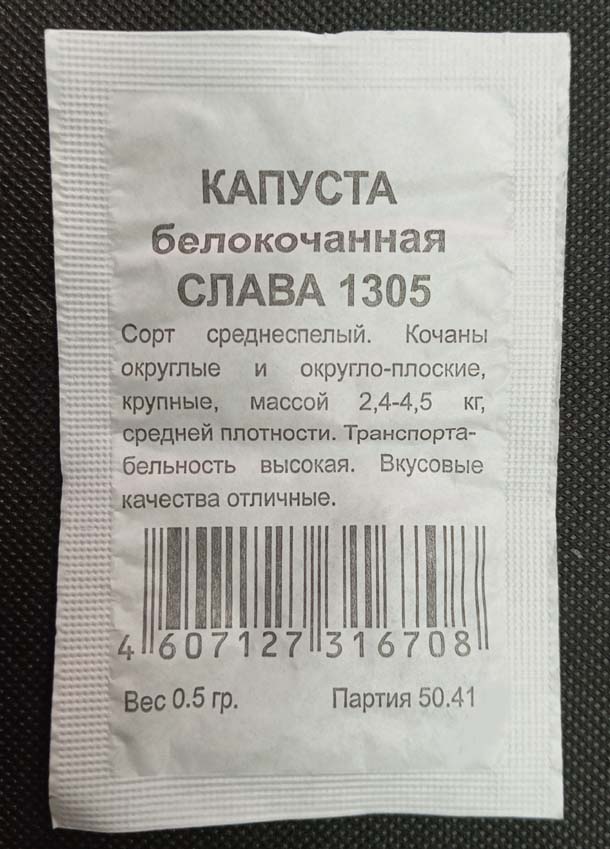 КАПУСТА
белокочанная
СЛАВА 1305
Сорт среднеспелый. Кочаны
округлые и округло-плоские,
крупные, массой 2,4-4,5 кг,
средней плотности. Транспорта-
бельность высокая. Вкусовые
качества отличные.
4 607127 316708
Вес 0.5 гр. Партия 50.41